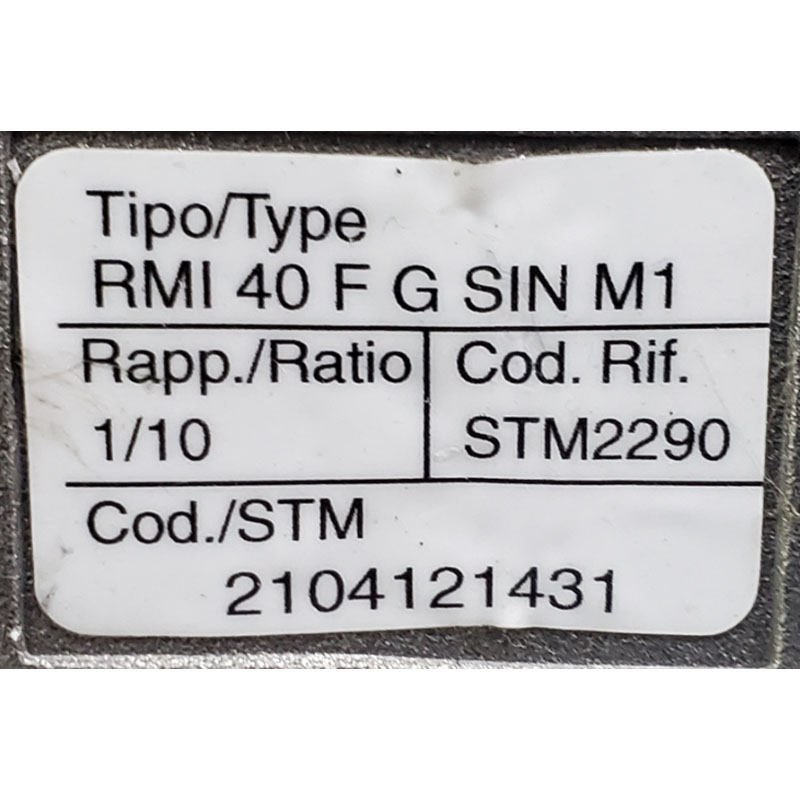 Tipo/Type
RMI 40 F G SIN M1
Rapp./Ratio
1/10
Cod. Rif.
STM2290
Cod./STM
2104121431